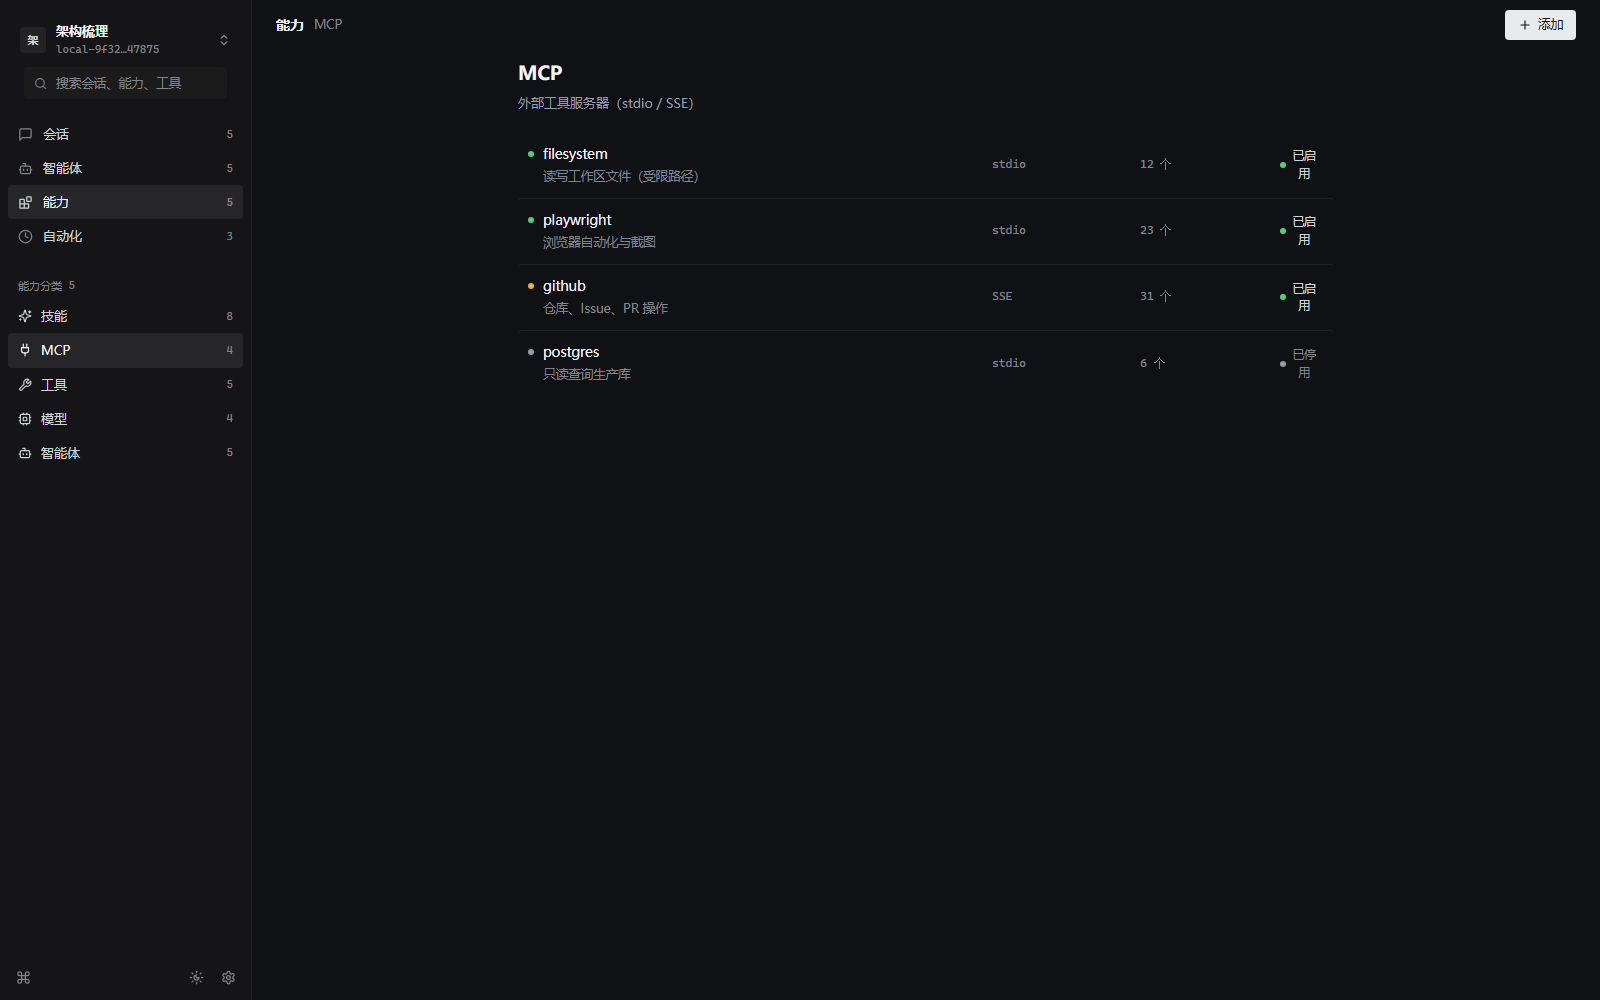 架 架构梳理
local-9f32…47875
搜索会话、能力、工具
会话 5
智能体 5
能力 5
自动化 3
能力分类 5
技能 8
MCP 4
工具 5
模型 4
智能体 5
能力 MCP
添加
MCP
外部工具服务器（stdio / SSE）
filesystem
读写工作区文件（受限路径）
stdio
12 个
已启
用
playwright
浏览器自动化与截图
stdio
23 个
已启
用
github
仓库、Issue、PR 操作
SSE
31 个
已启
用
postgres
只读查询生产库
stdio
6 个
已停
用